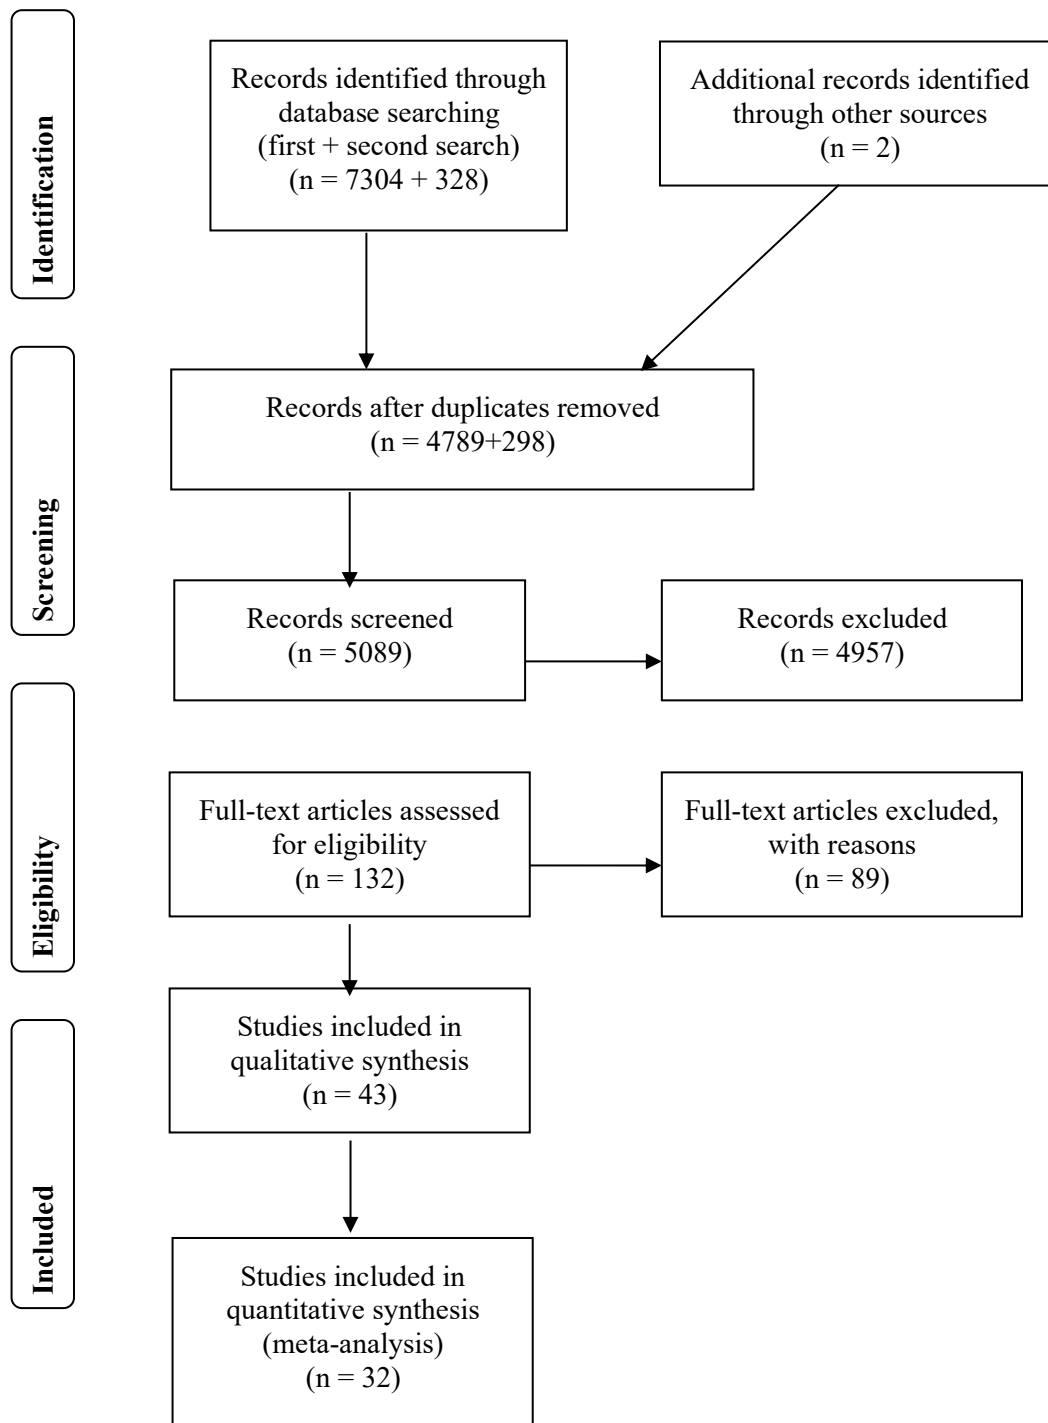 Identification
Records identified through
database searching
(first + second search)
(n = 7304 + 328)
Additional records identified
through other sources
(n = 2)
Screening
Records after duplicates removed
(n = 4789+298)
Records screened
(n = 5089)
Records excluded
(n = 4957)
Eligibility
Full-text articles assessed
for eligibility
(n = 132)
Full-text articles excluded,
with reasons
(n = 89)
Included
Studies included in
qualitative synthesis
(n = 43)
Studies included in
quantitative synthesis
(meta-analysis)
(n = 32)